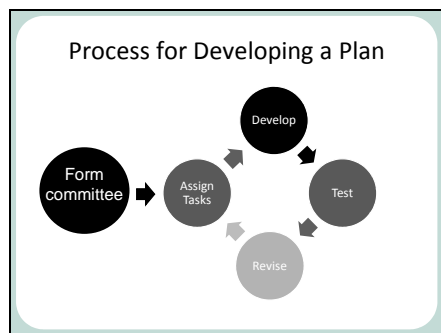 Process for Developing a Plan
Form
committee
Assign
Tasks
Develop
Test
Revise